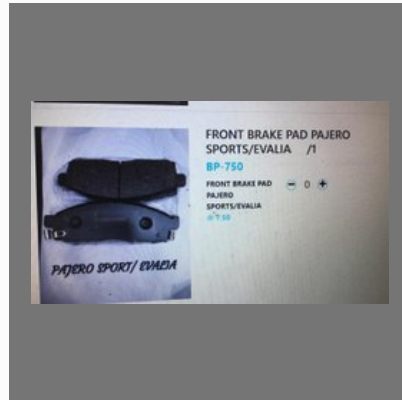 FRONT BRAKE PAD PAJERO
SPORTS/EVALIA /1
BP-750
FRONT BRAKE PAD
PAJERO
SPORTS/EVALIA
0
PAJERO SPORT/ EVALIA